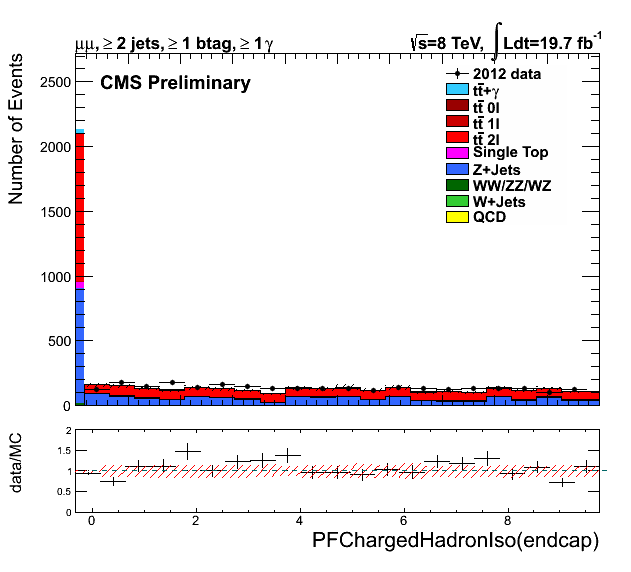 μμ, ≥ 2 jets, ≥ 1 btag, ≥ 1 γ
√s=8 TeV, ∫ Ldt=19.7 fb⁻¹
CMS Preliminary
2012 data
tt̄+γ
tt̄ 0l
tt̄ 1l
tt̄ 2l
Single Top
Z+Jets
WW/ZZ/WZ
W+Jets
QCD
Number of Events
2500
2000
1500
1000
500
0
data/MC
2
1.5
1
0.5
0
0 2 4 6 8
PFChargedHadronIso(endcap)